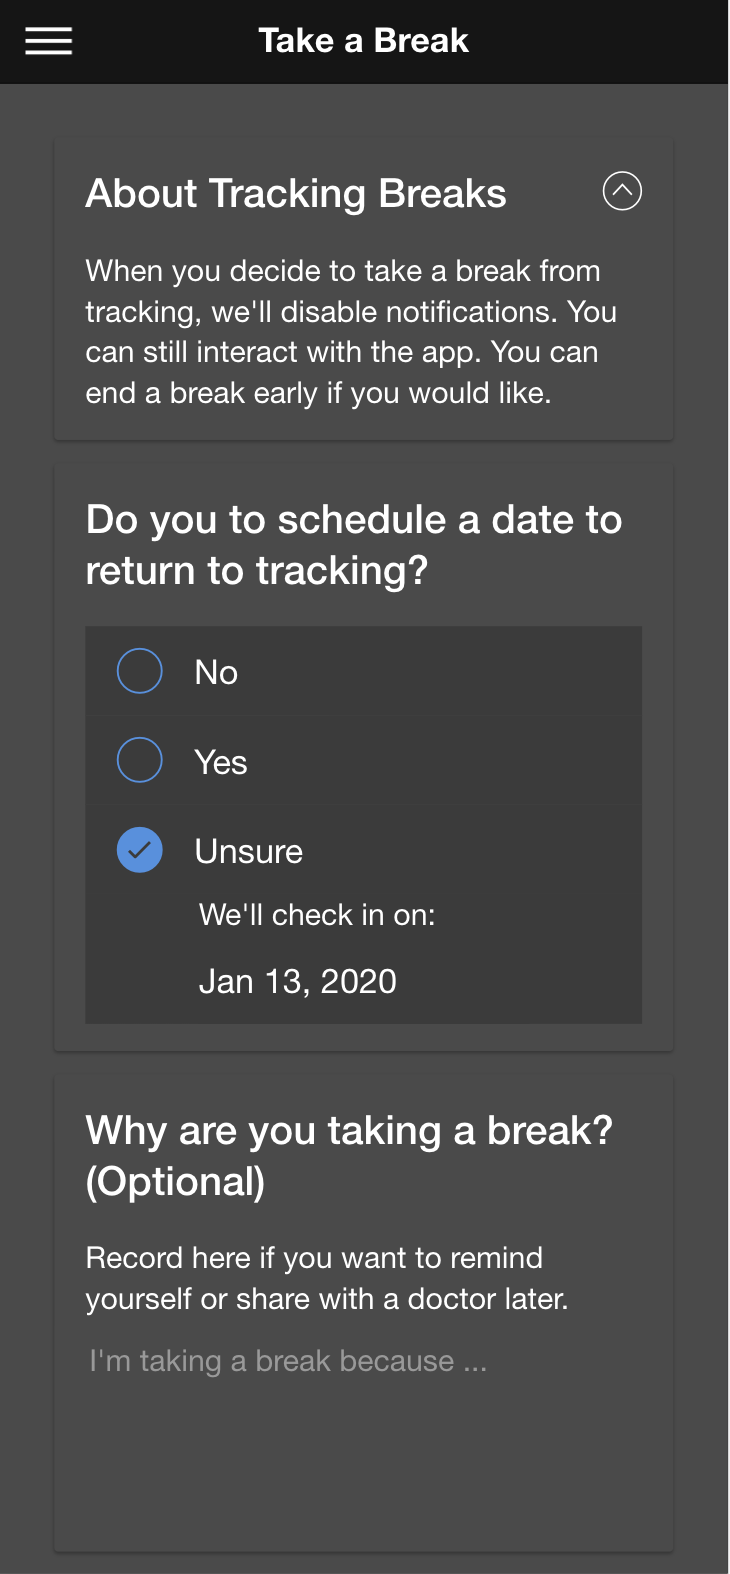 Take a Break
About Tracking Breaks
When you decide to take a break from
tracking, we'll disable notifications. You
can still interact with the app. You can
end a break early if you would like.
Do you to schedule a date to
return to tracking?
No
Yes
Unsure
We'll check in on:
Jan 13, 2020
Why are you taking a break?
(Optional)
Record here if you want to remind
yourself or share with a doctor later.
I'm taking a break because ...